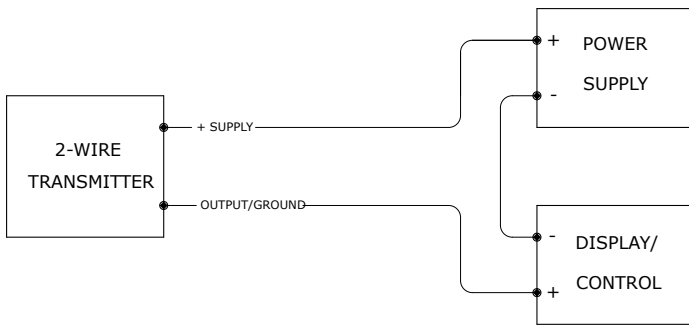 2-WIRE
TRANSMITTER
+ SUPPLY
OUTPUT/GROUND
+ POWER
- SUPPLY
- DISPLAY/
+ CONTROL